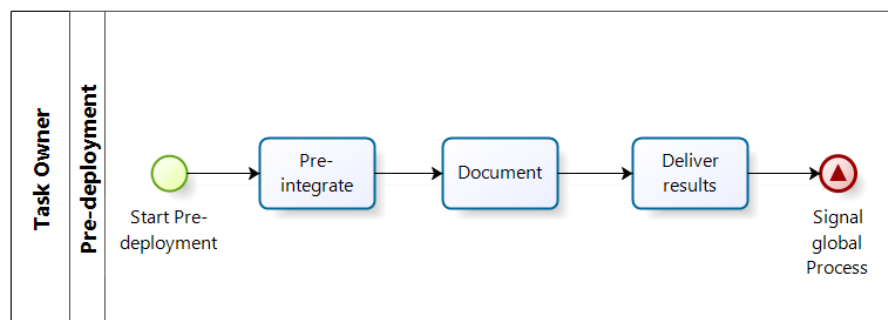 Task Owner
Pre-deployment
Start Pre-
deployment
Pre-
integrate
Document
Deliver
results
Signal
global
Process